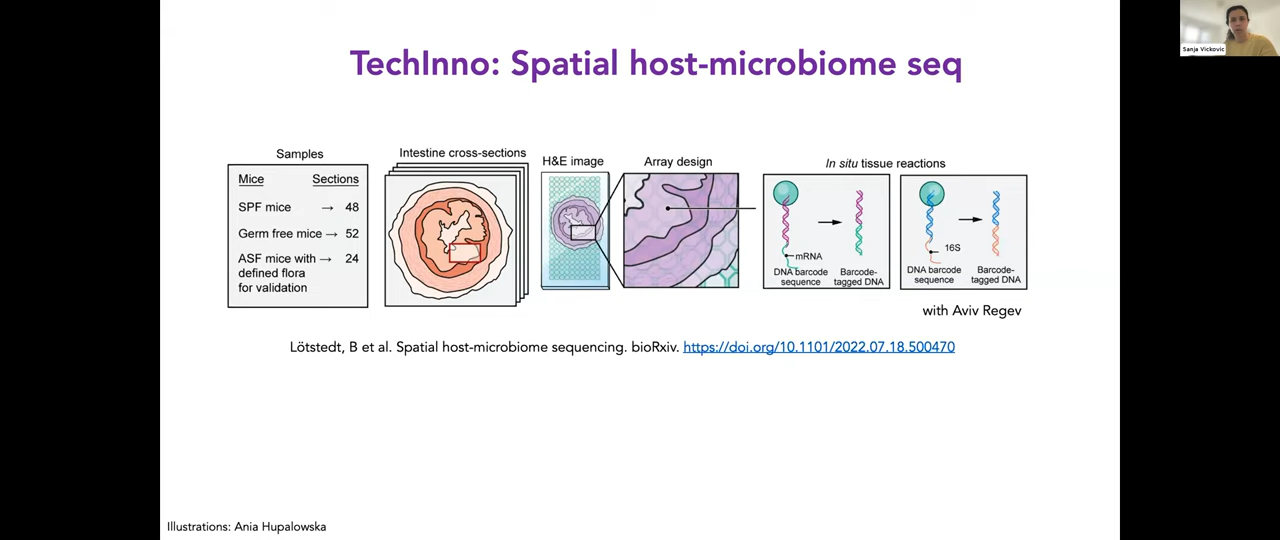 TechInno: Spatial host-microbiome seq
Sanja Vickovic
Samples
Mice Sections
SPF mice → 48
Germ free mice → 52
ASF mice with → 24
defined flora
for validation
Intestine cross-sections
H&E image
Array design
In situ tissue reactions
mRNA
DNA barcode
sequence
Barcode-
tagged DNA
16S
DNA barcode
sequence
Barcode-
tagged DNA
with Aviv Regev
Lötstedt, B et al. Spatial host-microbiome sequencing. bioRxiv. https://doi.org/10.1101/2022.07.18.500470
Illustrations: Ania Hupalowska